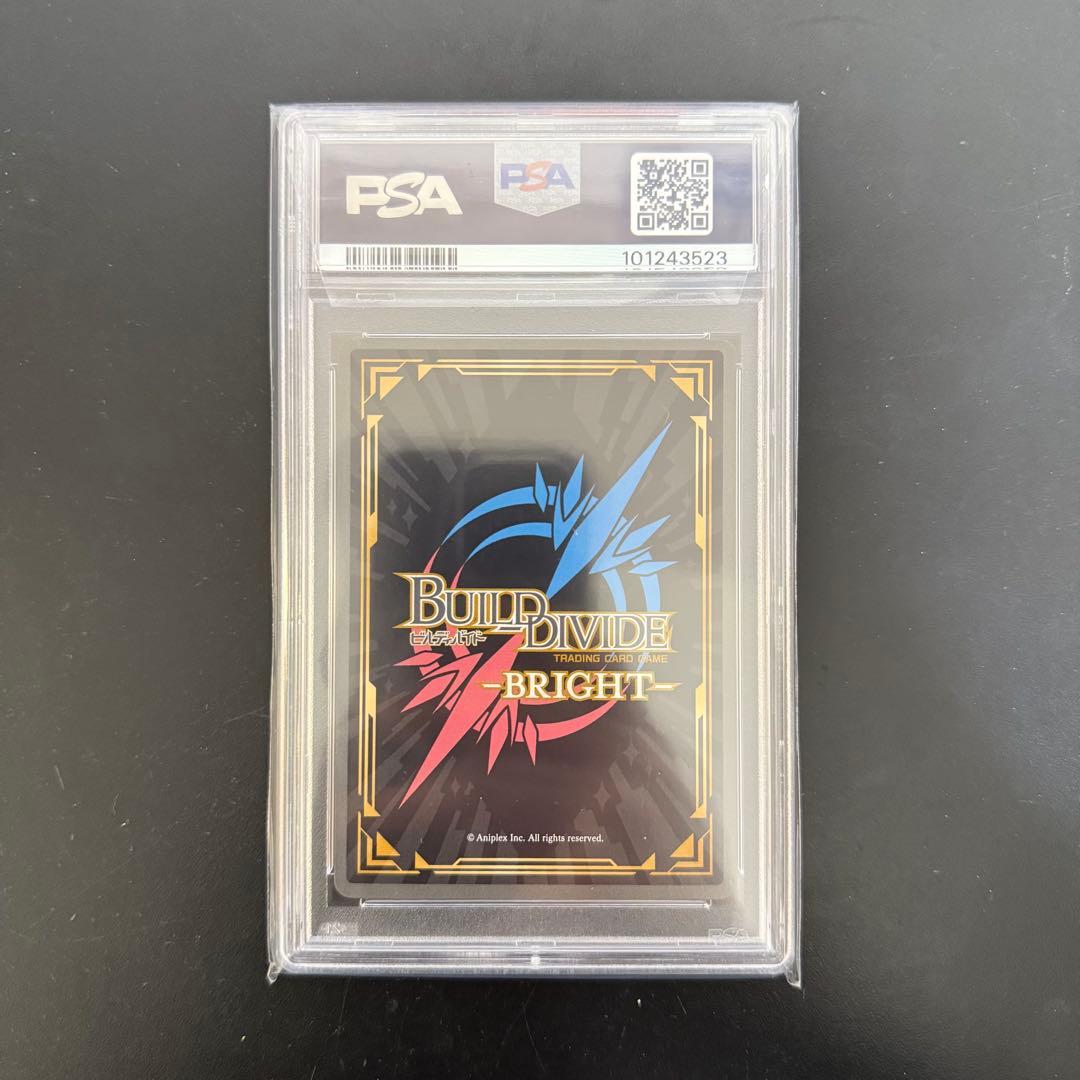 PSA
PSA
101243523
BUILD DIVIDE
ビルディバイド
TRADING CARD GAME
-BRIGHT-
© Aniplex Inc. All rights reserved.
PSA